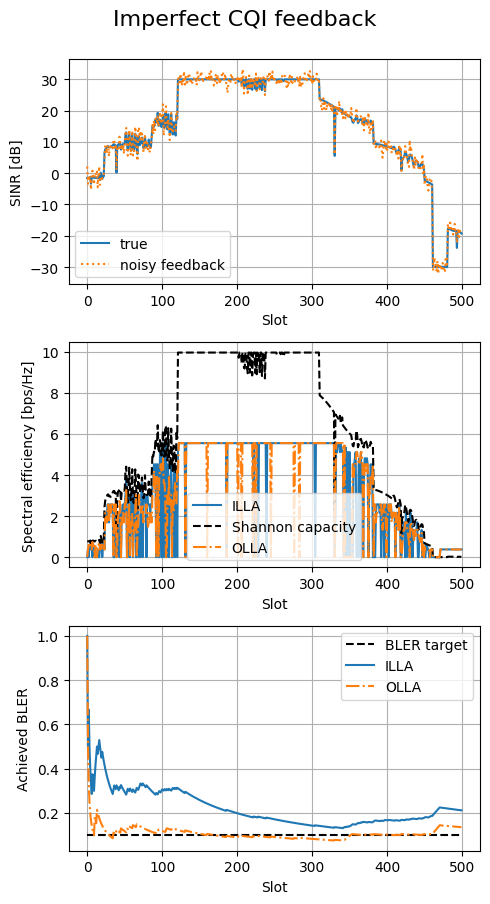 Imperfect CQI feedback
SINR [dB]
30
20
10
0
−10
−20
−30
true
noisy feedback
0
100
200
300
400
500
Slot
Spectral efficiency [bps/Hz]
10
8
6
4
2
0
ILLA
Shannon capacity
OLLA
0
100
200
300
400
500
Slot
Achieved BLER
1.0
0.8
0.6
0.4
0.2
BLER target
ILLA
OLLA
0
100
200
300
400
500
Slot